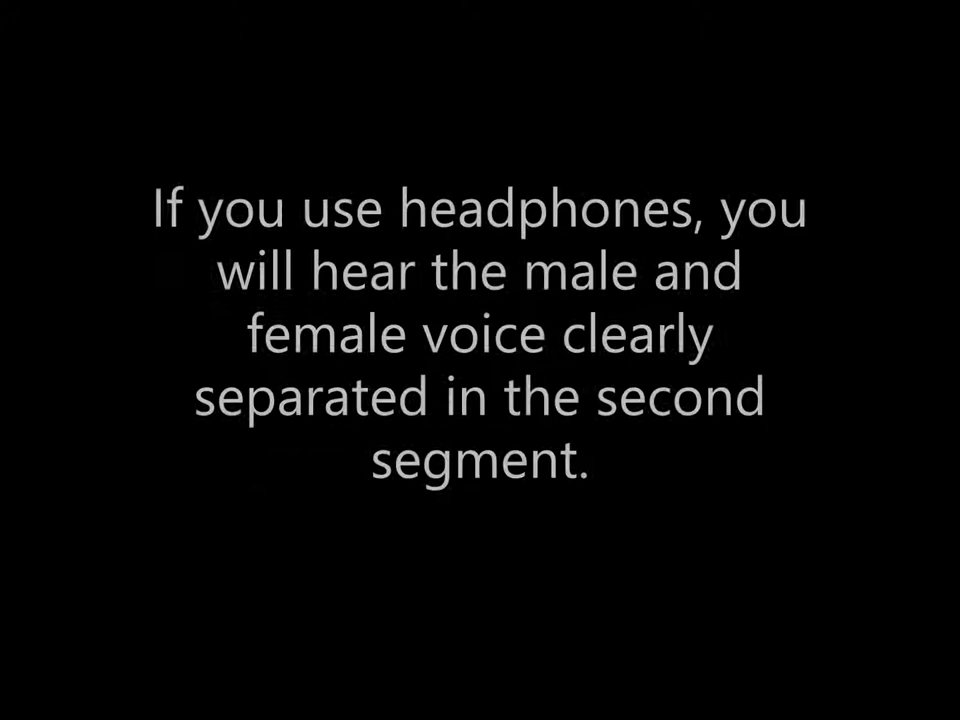 If you use headphones, you
will hear the male and
female voice clearly
separated in the second
segment.